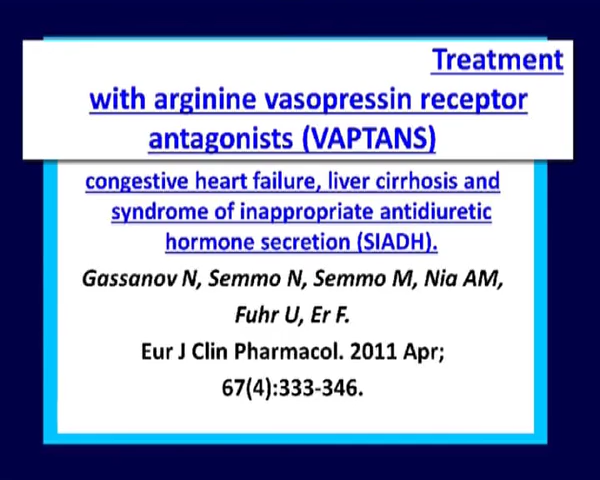 Treatment
with arginine vasopressin receptor
antagonists (VAPTANS)
congestive heart failure, liver cirrhosis and
syndrome of inappropriate antidiuretic
hormone secretion (SIADH).
Gassanov N, Semmo N, Semmo M, Nia AM,
Fuhr U, Er F.
Eur J Clin Pharmacol. 2011 Apr;
67(4):333-346.